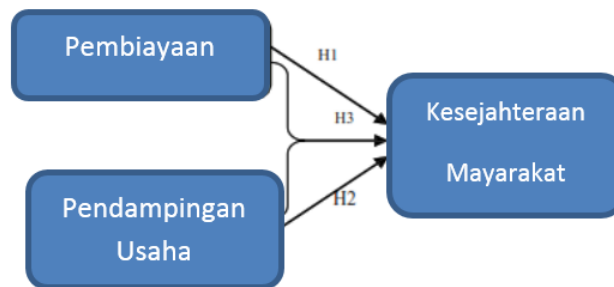 Pembiayaan
H1
H3
Kesejahteraan
Mayarakat
Pendampingan
Usaha
H2